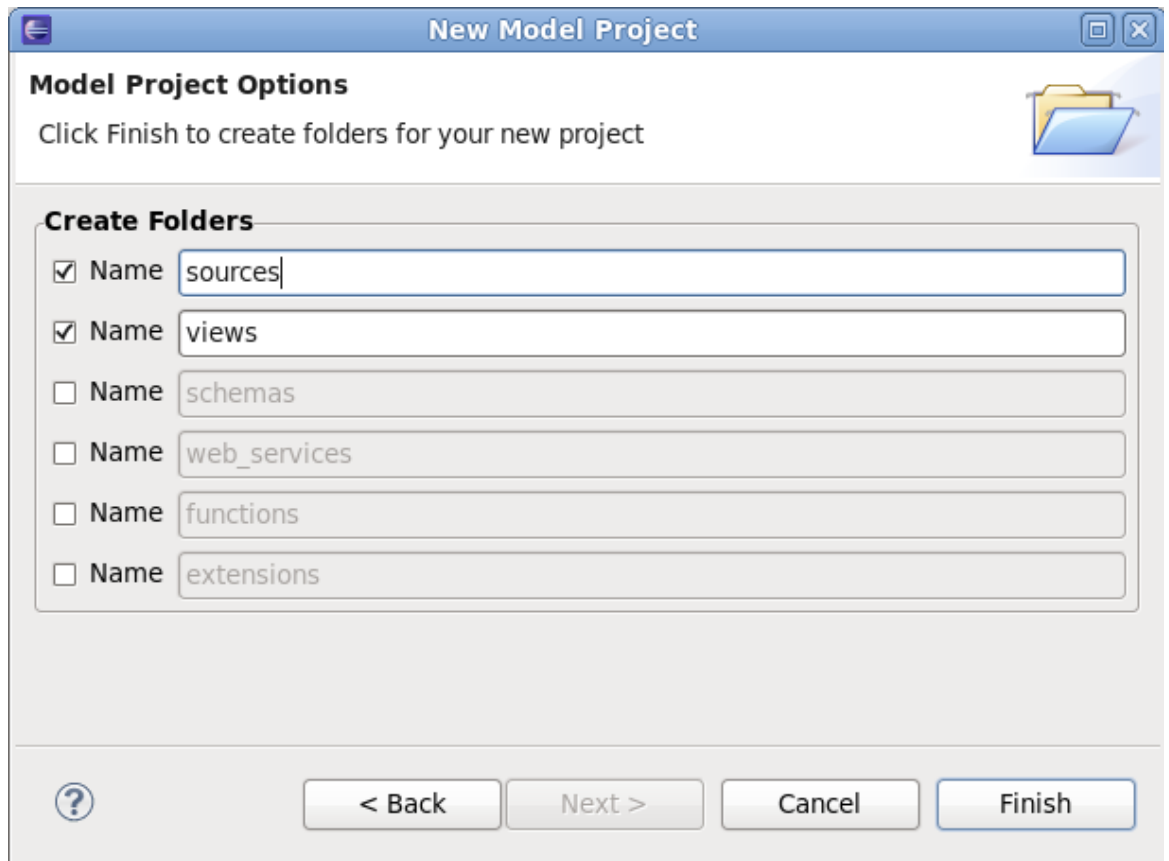 New Model Project
Model Project Options
Click Finish to create folders for your new project
Create Folders
Name sources
Name views
Name schemas
Name web_services
Name functions
Name extensions
? < Back Next > Cancel Finish